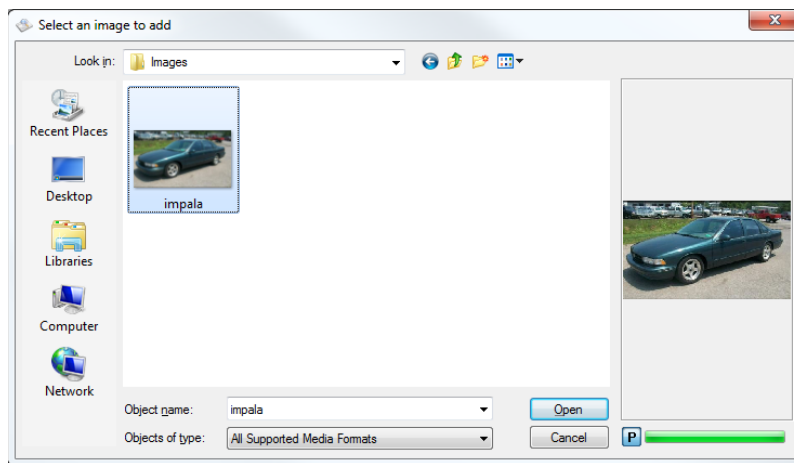 Select an image to add
Look in:
Images
Recent Places
Desktop
Libraries
Computer
Network
impala
Object name:
impala
Open
Objects of type:
All Supported Media Formats
Cancel
P